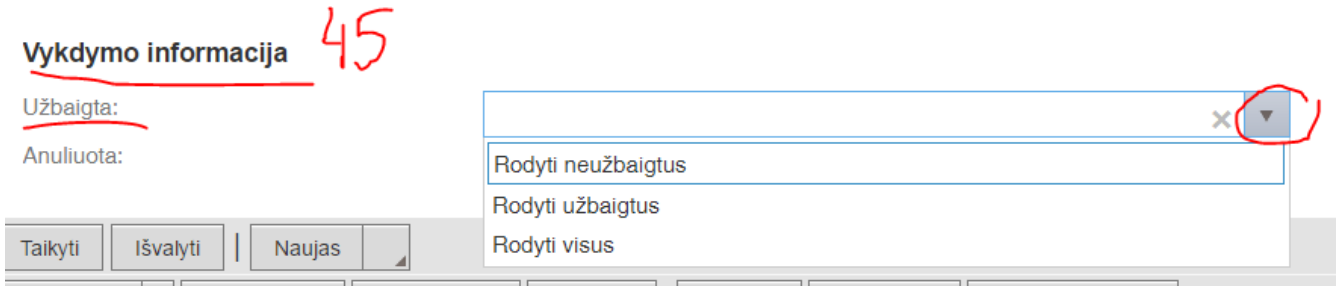 Vykdymo informacija 45
Užbaigta:
Anuliuota:
Rodyti neužbaigtus
Rodyti užbaigtus
Rodyti visus
Taikyti Išvalyti | Naujas